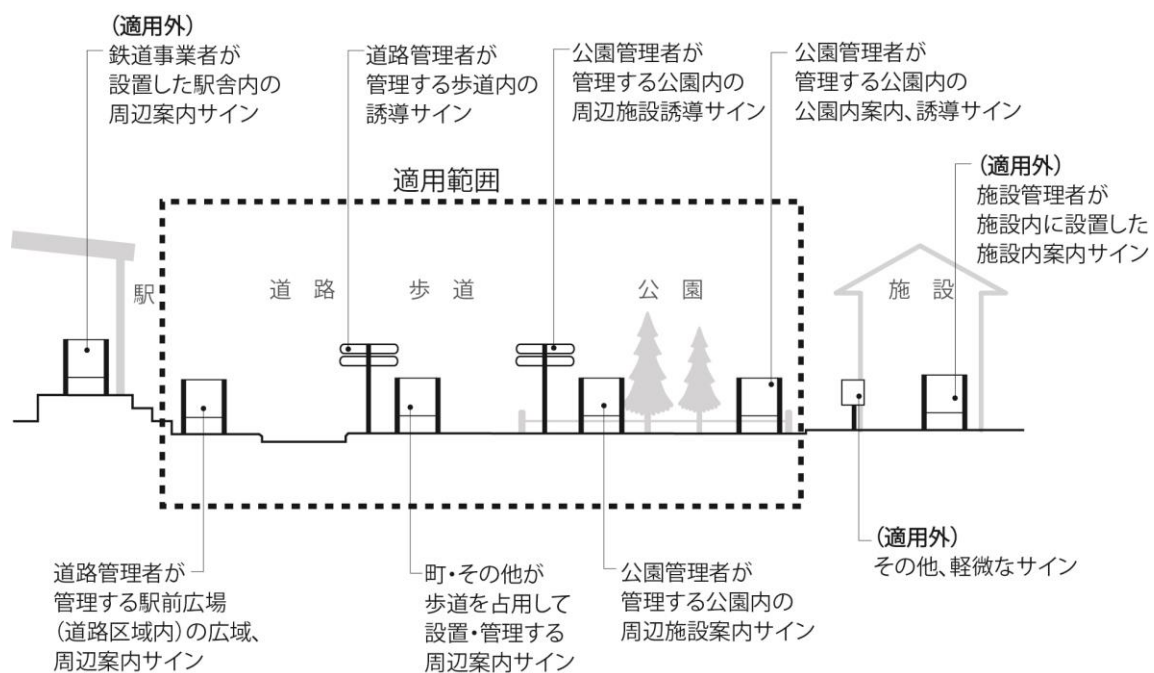 (適用外)
鉄道事業者が
設置した駅舎内の
周辺案内サイン
道路管理者が
管理する歩道内の
誘導サイン
公園管理者が
管理する公園内の
周辺施設誘導サイン
公園管理者が
管理する公園内の
公園内案内、誘導サイン
(適用外)
施設管理者が
施設内に設置した
施設内案内サイン
適用範囲
駅
道路
歩道
公園
施設
道路管理者が
管理する駅前広場
(道路区域内)の広域、
周辺案内サイン
町・その他が
歩道を占用して
設置・管理する
周辺案内サイン
公園管理者が
管理する公園内の
周辺施設案内サイン
(適用外)
その他、軽微なサイン